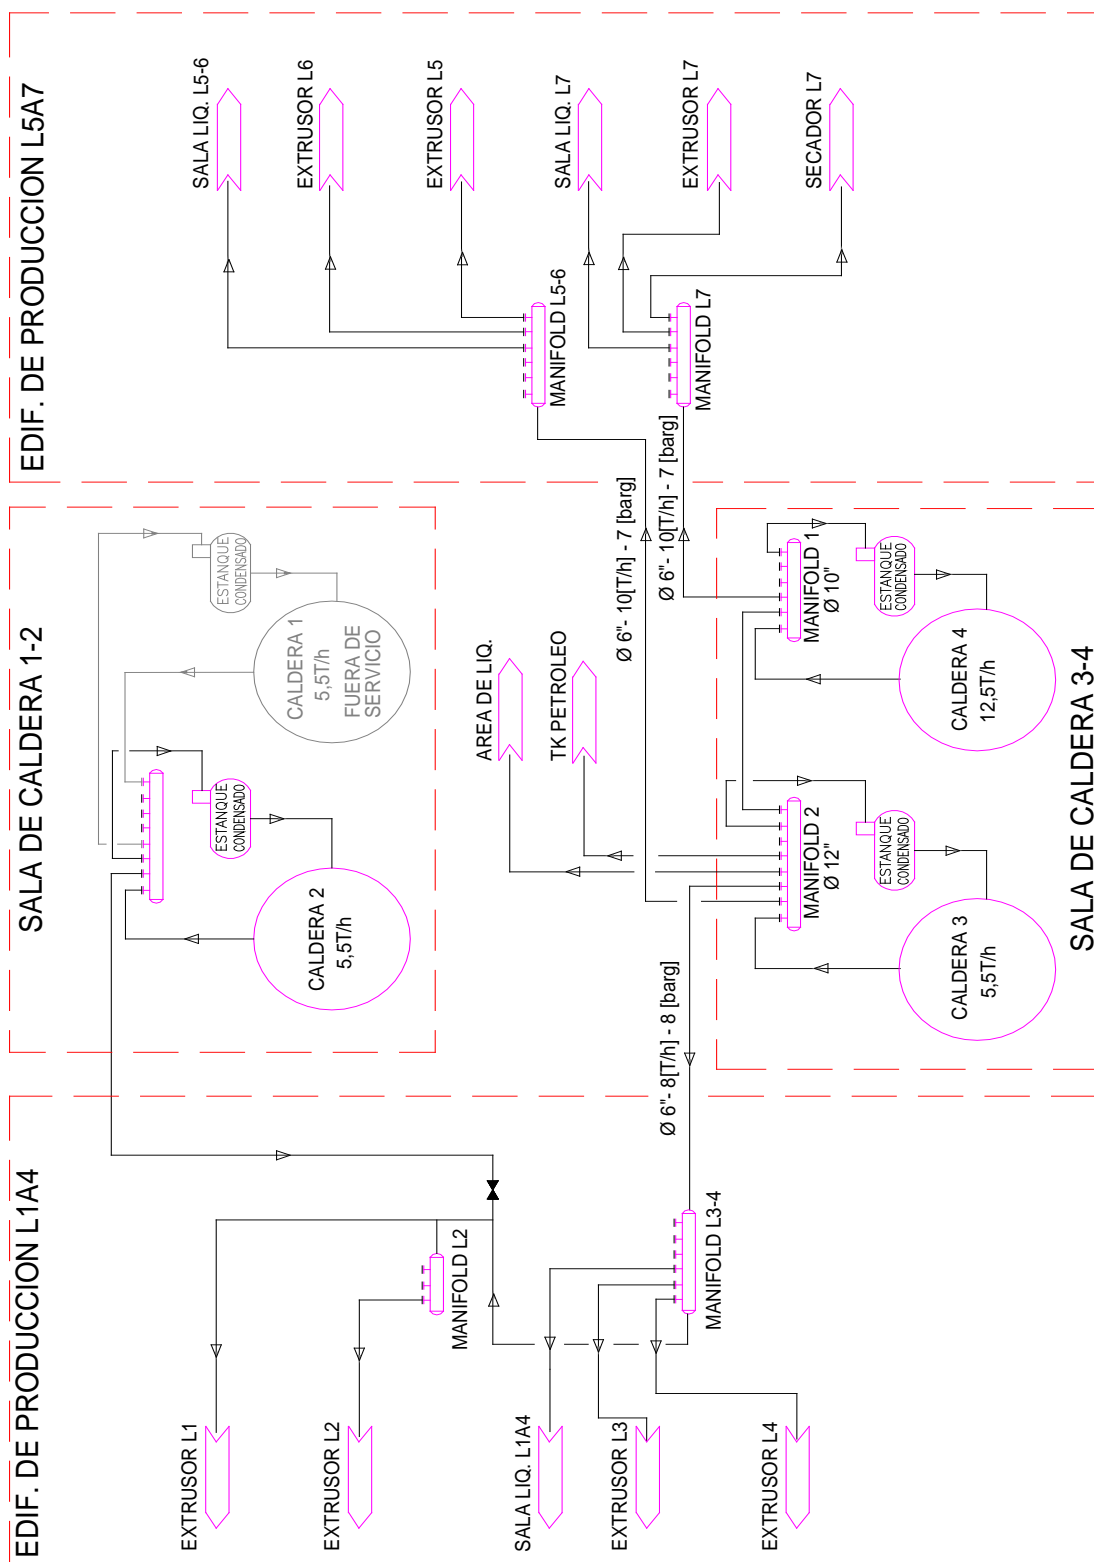 EDIF. DE PRODUCCION L5A7
SALA LIQ. L5-6
EXTRUSOR L6
EXTRUSOR L5
SALA LIQ. L7
EXTRUSOR L7
SECADOR L7
MANIFOLD L5-6
MANIFOLD L7
SALA DE CALDERA 1-2
ESTANQUE
CONDENSADO
CALDERA 1
5,5T/h
FUERA DE
SERVICIO
ESTANQUE
CONDENSADO
CALDERA 2
5,5T/h
AREA DE LIQ.
TK PETROLEO
Ø 6"- 10[T/h] - 7 [barg]
Ø 6"- 10[T/h] - 7 [barg]
MANIFOLD 1
Ø 10"
ESTANQUE
CONDENSADO
CALDERA 4
12,5T/h
MANIFOLD 2
Ø 12"
ESTANQUE
CONDENSADO
CALDERA 3
5,5T/h
SALA DE CALDERA 3-4
Ø 6"- 8[T/h] - 8 [barg]
EDIF. DE PRODUCCION L1A4
MANIFOLD L2
MANIFOLD L3-4
EXTRUSOR L1
EXTRUSOR L2
SALA LIQ. L1A4
EXTRUSOR L3
EXTRUSOR L4